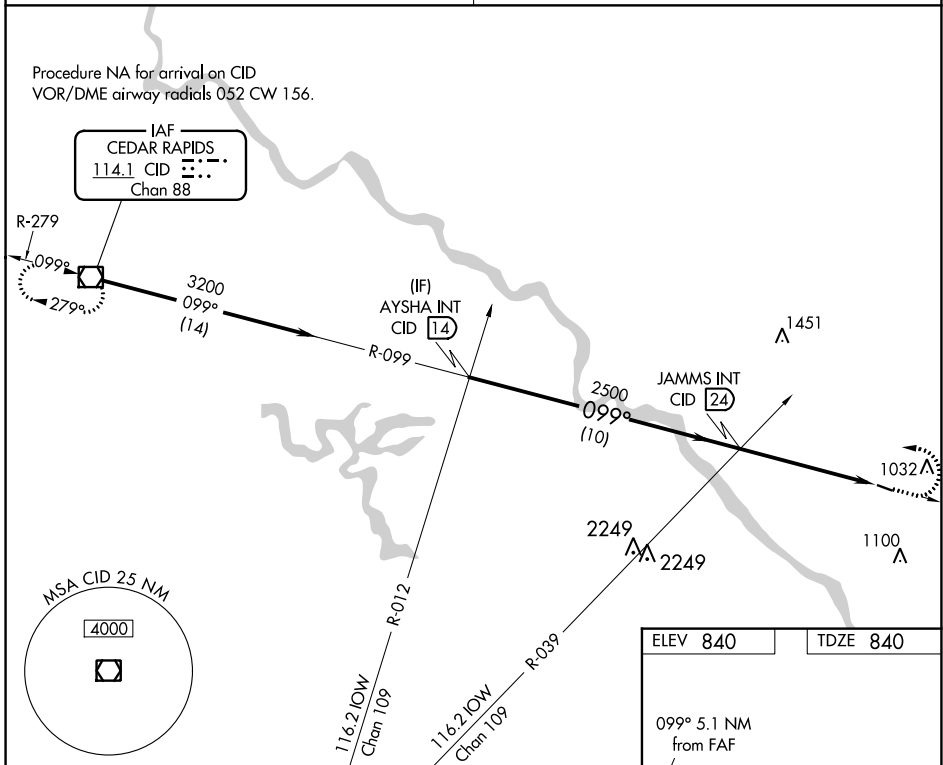 Procedure NA for arrival on CID
VOR/DME airway radials 052 CW 156.
IAF
CEDAR RAPIDS
114.1 CID
Chan 88
R-279
099°
279°
3200
099°
(14)
(IF)
AYSHA INT
CID 14
R-099
2500
099°
(10)
JAMMS INT
CID 24
1451
1032
1100
2249
2249
R-012
R-039
116.2 IOW
Chan 109
116.2 IOW
Chan 109
MSA CID 25 NM
4000
ELEV 840
TDZE 840
099° 5.1 NM
from FAF